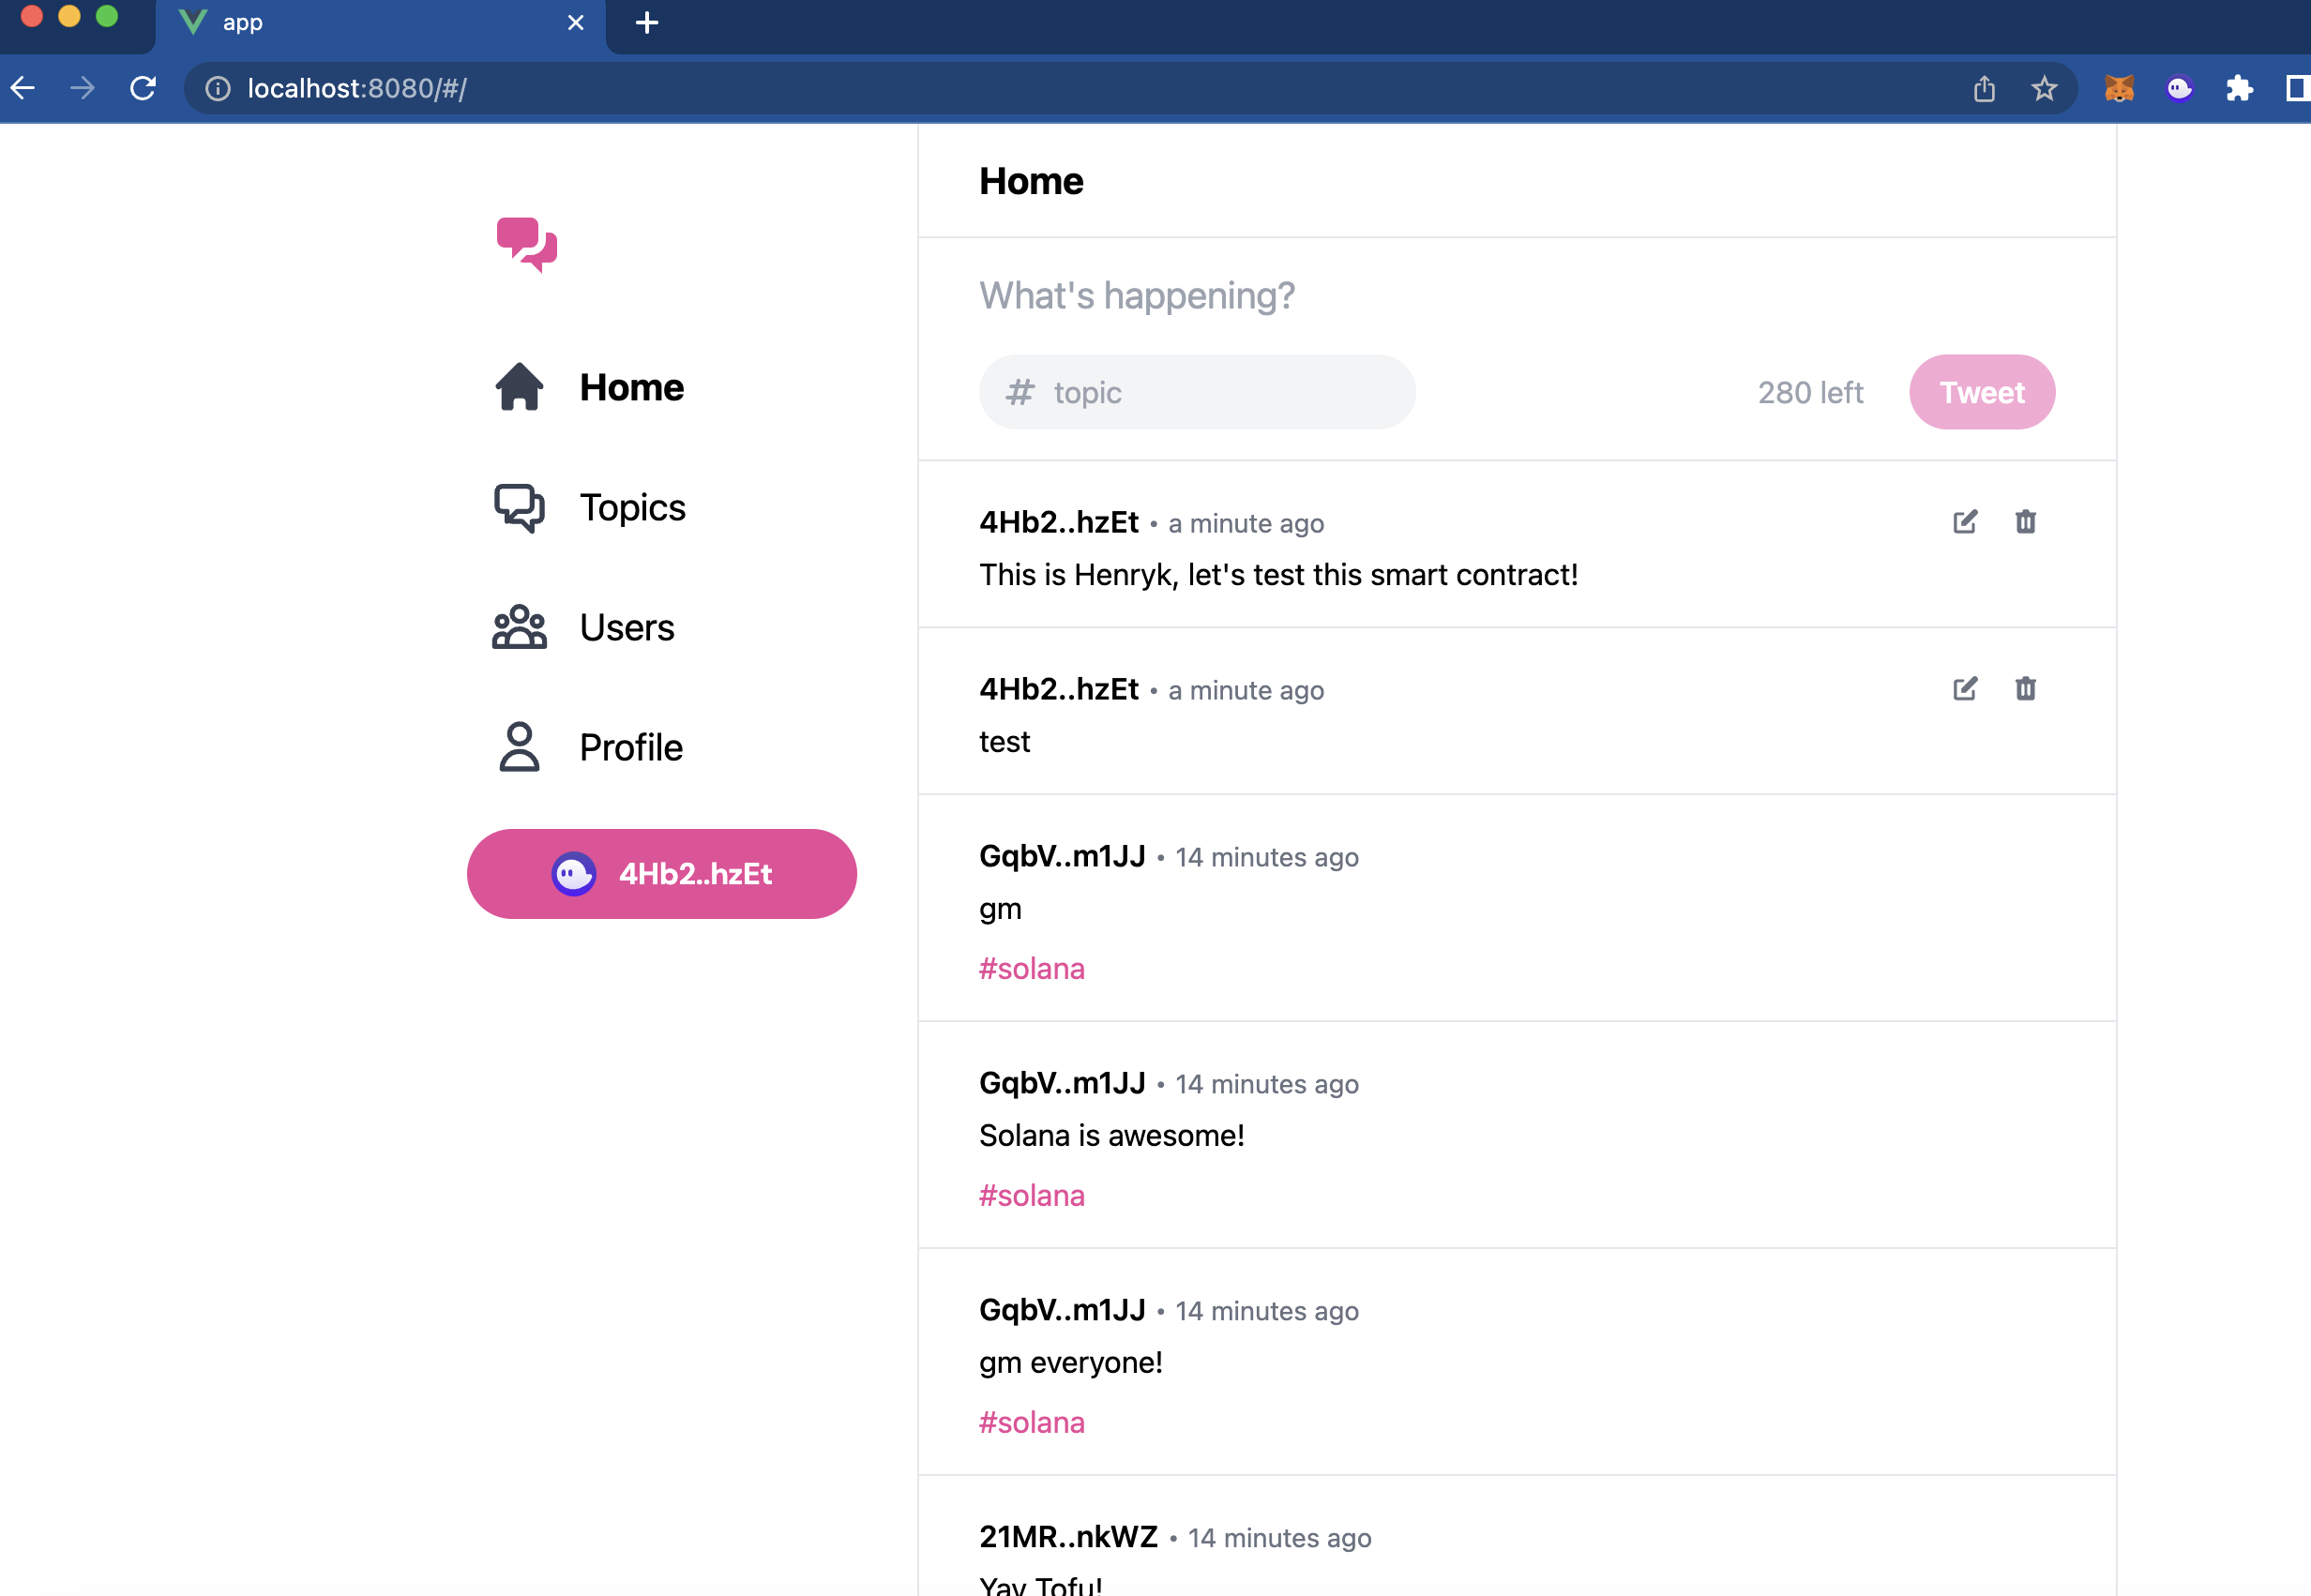 app
localhost:8080/#/
Home
Topics
Users
Profile
4Hb2..hzEt
Home
What's happening?
# topic
280 left
Tweet
4Hb2..hzEt • a minute ago
This is Henryk, let's test this smart contract!
4Hb2..hzEt • a minute ago
test
GqbV..m1JJ • 14 minutes ago
gm
#solana
GqbV..m1JJ • 14 minutes ago
Solana is awesome!
#solana
GqbV..m1JJ • 14 minutes ago
gm everyone!
#solana
21MR..nkWZ • 14 minutes ago
Yay Tofu!